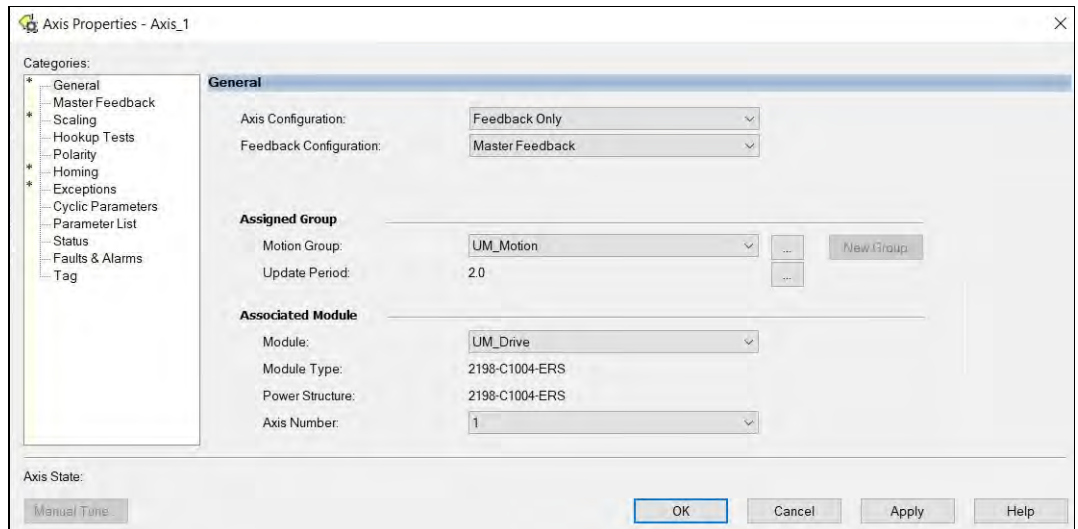 Axis Properties - Axis_1
Categories:
* General
Master Feedback
* Scaling
Hookup Tests
Polarity
* Homing
* Exceptions
Cyclic Parameters
Parameter List
Status
Faults & Alarms
Tag
General
Axis Configuration: Feedback Only
Feedback Configuration: Master Feedback
Assigned Group
Motion Group: UM_Motion ... New Group
Update Period: 2.0 ...
Associated Module
Module: UM_Drive
Module Type: 2198-C1004-ERS
Power Structure: 2198-C1004-ERS
Axis Number: 1
Axis State:
Manual Tune... OK Cancel Apply Help